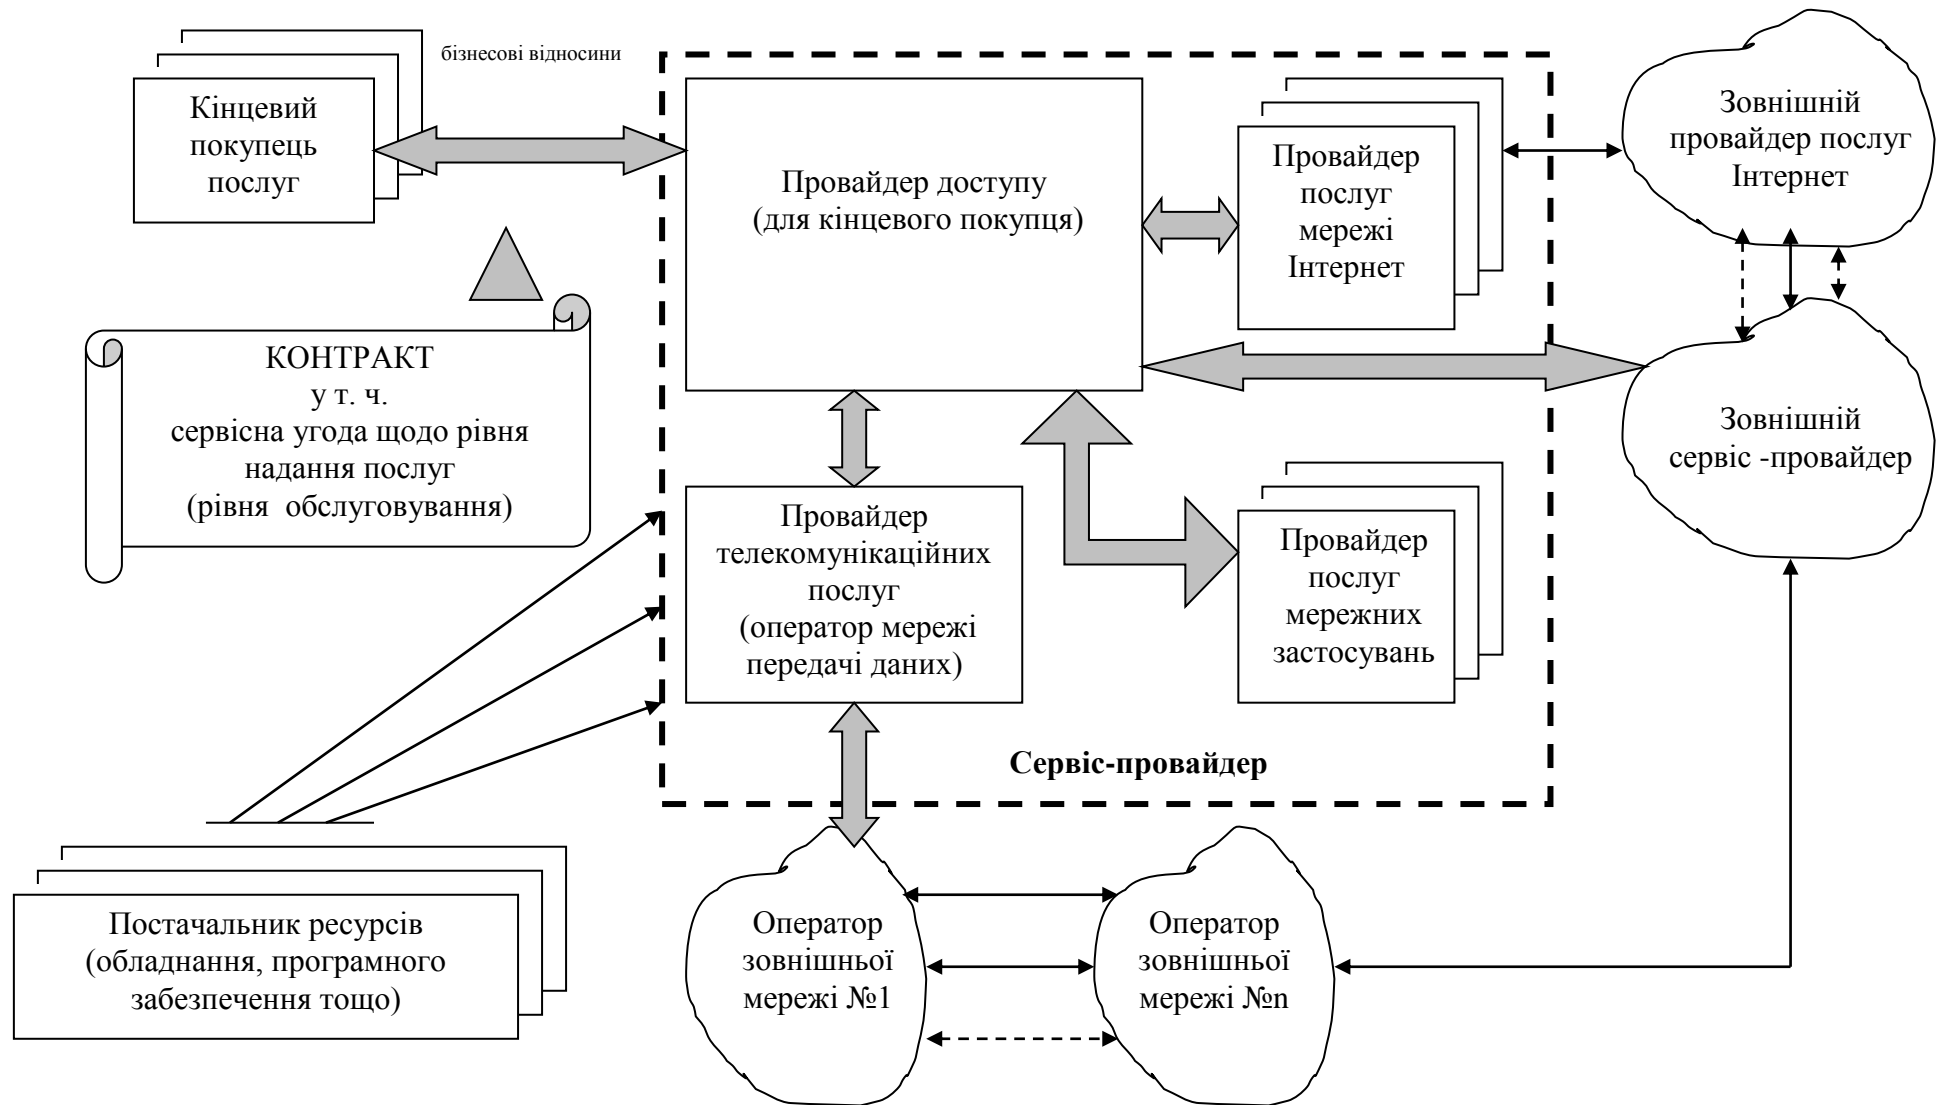 бізнесові відносини
Кінцевий
покупець
послуг
Провайдер доступу
(для кінцевого покупця)
Провайдер
послуг
мережі
Інтернет
Зовнішній
провайдер послуг
Інтернет
КОНТРАКТ
у т. ч.
сервісна угода щодо рівня
надання послуг
(рівня обслуговування)
Зовнішній
сервіс -провайдер
Провайдер
телекомунікаційних
послуг
(оператор мережі
передачі даних)
Провайдер
послуг
мережних
застосувань
Сервіс-провайдер
Постачальник ресурсів
(обладнання, програмного
забезпечення тощо)
Оператор
зовнішньої
мережі №1
Оператор
зовнішньої
мережі №n